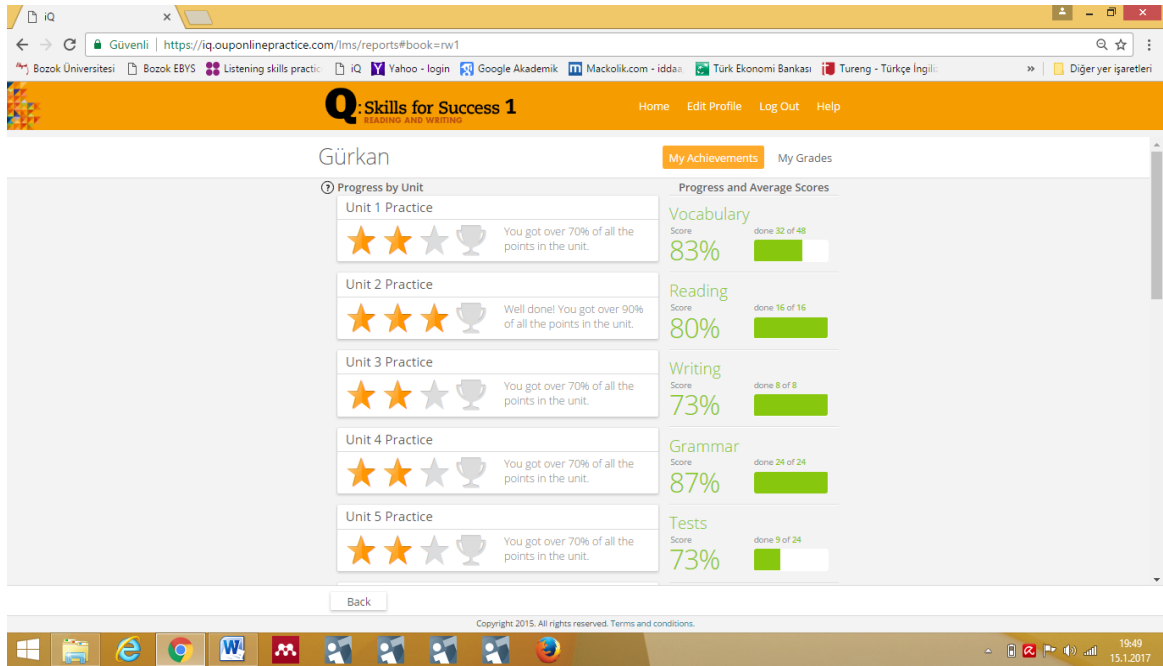 iQ
Güvenli https://iq.ouponlinepractice.com/lms/reports#book=rw1
Bozok Üniversitesi Bozok EBYS Listening skills practic iQ Yahoo - login Google Akademik Mackolik.com - iddaa Türk Ekonomi Bankası Tureng - Türkçe İngiliz » Diğer yer işaretleri
Q: Skills for Success 1
READING AND WRITING
Home Edit Profile Log Out Help
Gürkan
My Achievements My Grades
? Progress by Unit
Unit 1 Practice
You got over 70% of all the
points in the unit.
Unit 2 Practice
Well done! You got over 90%
of all the points in the unit.
Unit 3 Practice
You got over 70% of all the
points in the unit.
Unit 4 Practice
You got over 70% of all the
points in the unit.
Unit 5 Practice
You got over 70% of all the
points in the unit.
Progress and Average Scores
Vocabulary
Score done 32 of 48
83%
Reading
Score done 16 of 16
80%
Writing
Score done 8 of 8
73%
Grammar
Score done 24 of 24
87%
Tests
Score done 9 of 24
73%
Back
Copyright 2015. All rights reserved. Terms and conditions.
19:49
15.1.2017